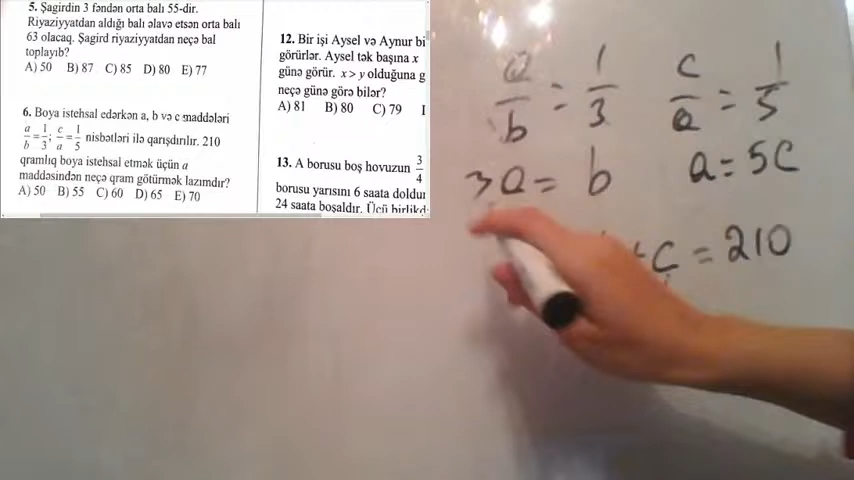 5. Şagirdin 3 fəndən orta balı 55-dir.
Riyaziyyatdan aldığı balı əlavə etsən orta balı
63 olacaq. Şagird riyaziyyatdan neçə bal
toplayıb?
A) 50 B) 87 C) 85 D) 80 E) 77
6. Boya istehsal edərkən a, b və c maddələri
a/b = 1/3; c/a = 1/5 nisbətləri ilə qarışdırılır. 210
qramlıq boya istehsal etmək üçün a
maddəsindən neçə qram götürmək lazımdır?
A) 50 B) 55 C) 60 D) 65 E) 70
12. Bir işi Aysel və Aynur bi
görürlər. Aysel tək başına x
günə görür. x > y olduğuna g
neçə günə görə bilər?
A) 81 B) 80 C) 79
13. A borusu boş hovuzun 3/4
borusu yarısını 6 saata doldur
24 saata boşaldır. Üçü birlikd
a/b = 1/3 c/a = 1/5
3a = b a = 5c
+ c = 210